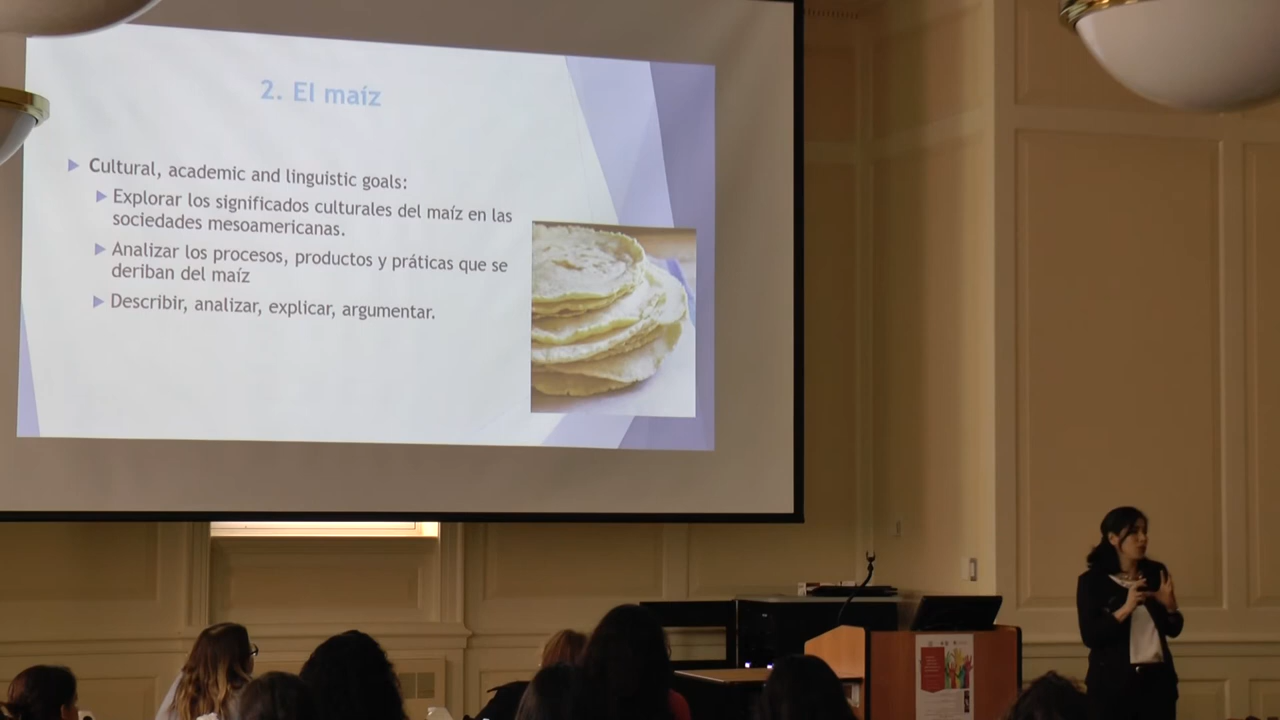 2. El maíz
Cultural, academic and linguistic goals:
Explorar los significados culturales del maíz en las
sociedades mesoamericanas.
Analizar los procesos, productos y práticas que se
deriban del maíz
Describir, analizar, explicar, argumentar.